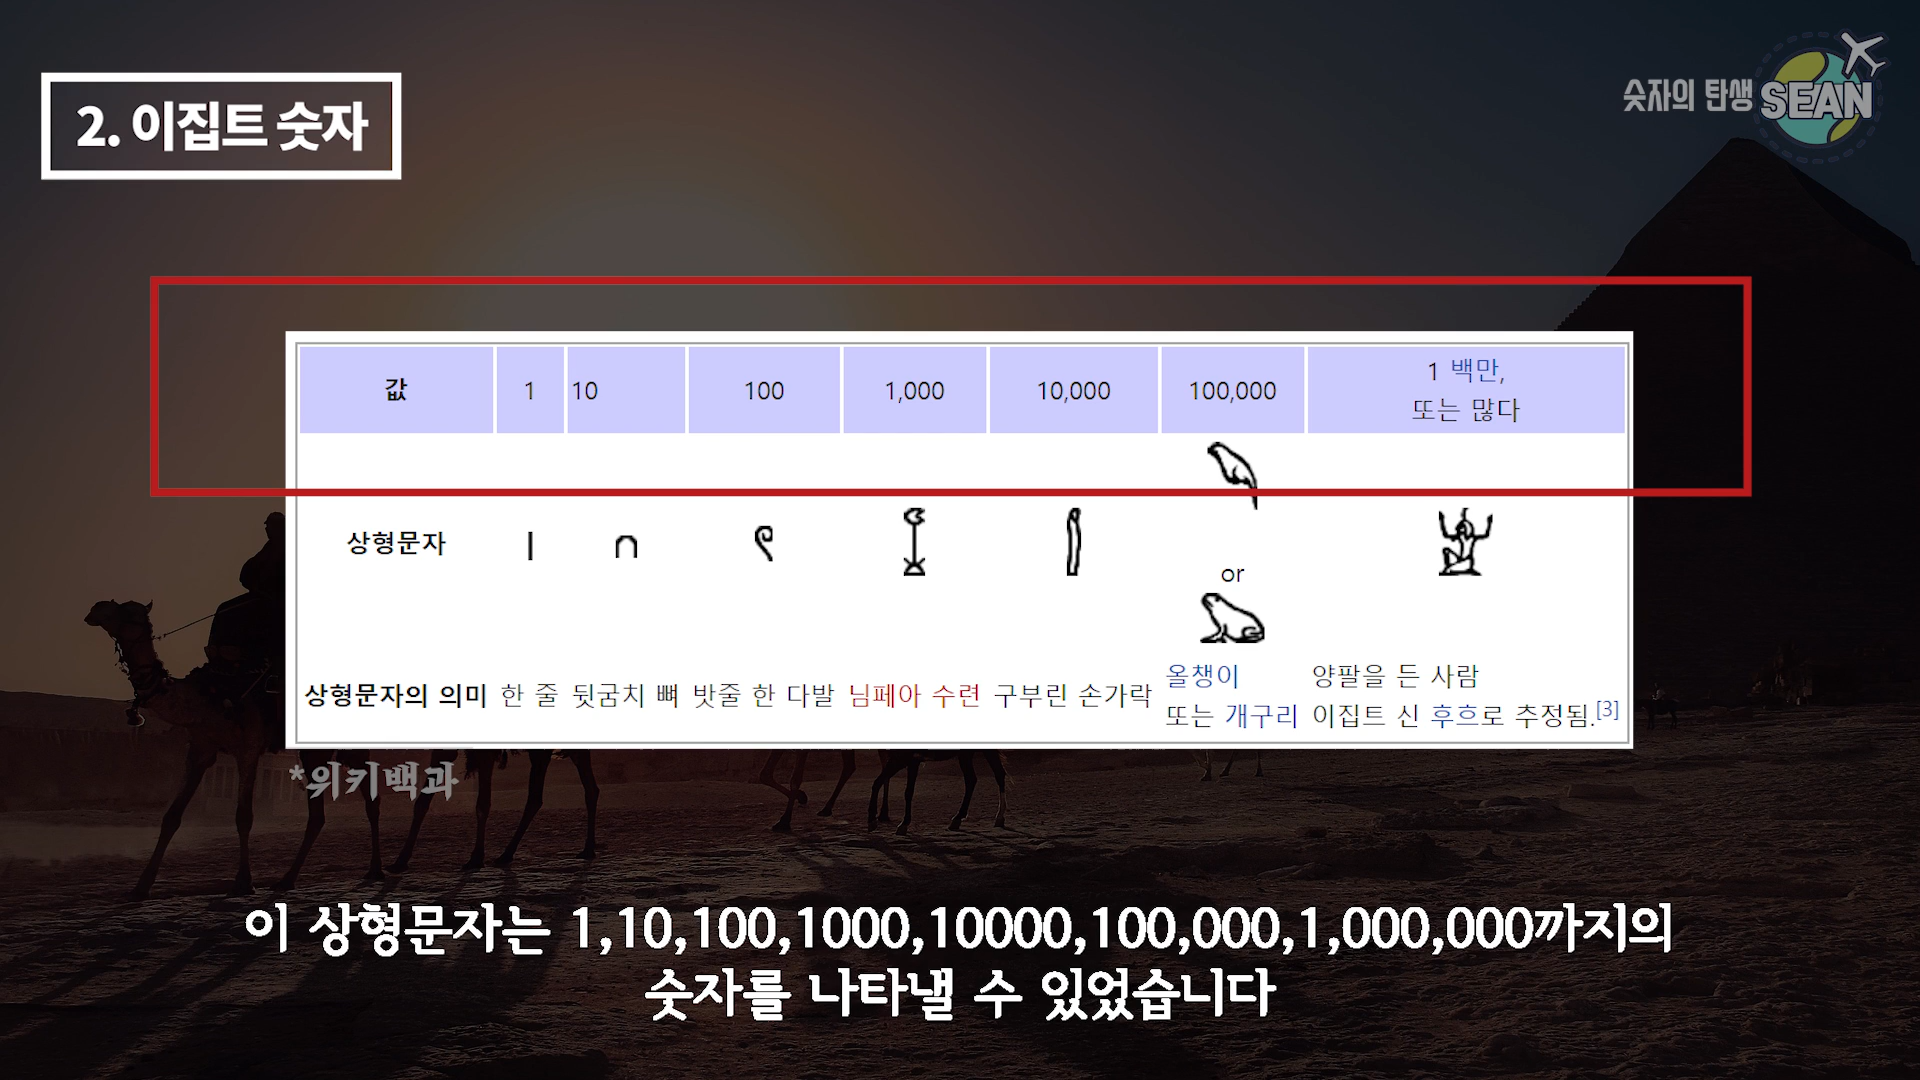 2. 이집트 숫자
숫자의 탄생 SEAN
값 1 10 100 1,000 10,000 100,000 1 백만,
또는 많다
상형문자
or
상형문자의 의미 한 줄 뒷굼치 뼈 밧줄 한 다발 님페아 수련 구부린 손가락 올챙이
또는 개구리 양팔을 든 사람
이집트 신 후흐로 추정됨.[3]
*위키백과
이 상형문자는 1,10,100,1000,10000,100,000,1,000,000까지의
숫자를 나타낼 수 있었습니다